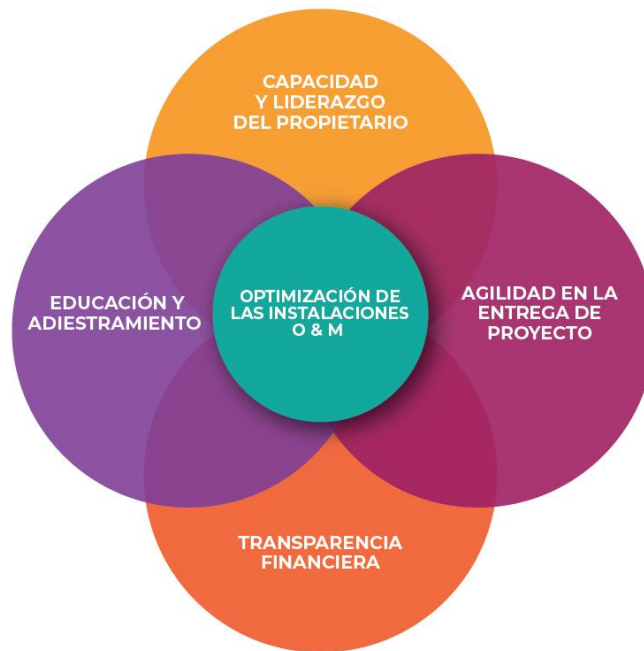 CAPACIDAD
Y LIDERAZGO
DEL PROPIETARIO
EDUCACIÓN Y
ADIESTRAMIENTO
OPTIMIZACIÓN DE
LAS INSTALACIONES
O & M
AGILIDAD EN LA
ENTREGA DE
PROYECTO
TRANSPARENCIA
FINANCIERA